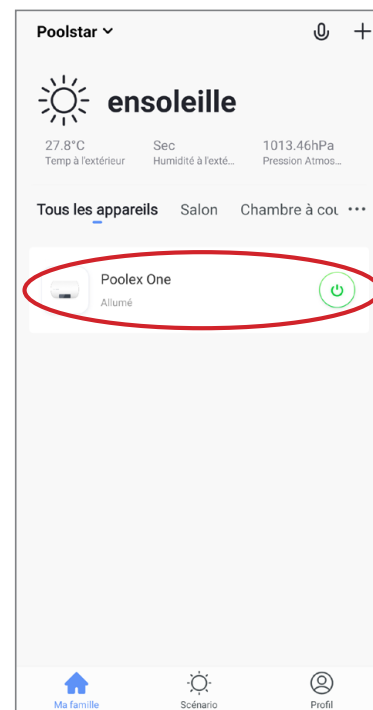 Poolstar
ensoleille
27.8°C Sec 1013.46hPa
Temp à l'extérieur Humidité à l'exté... Pression Atmos...
Tous les appareils Salon Chambre à cou ...
Poolex One
Allumé
Ma famille Scénario Profil